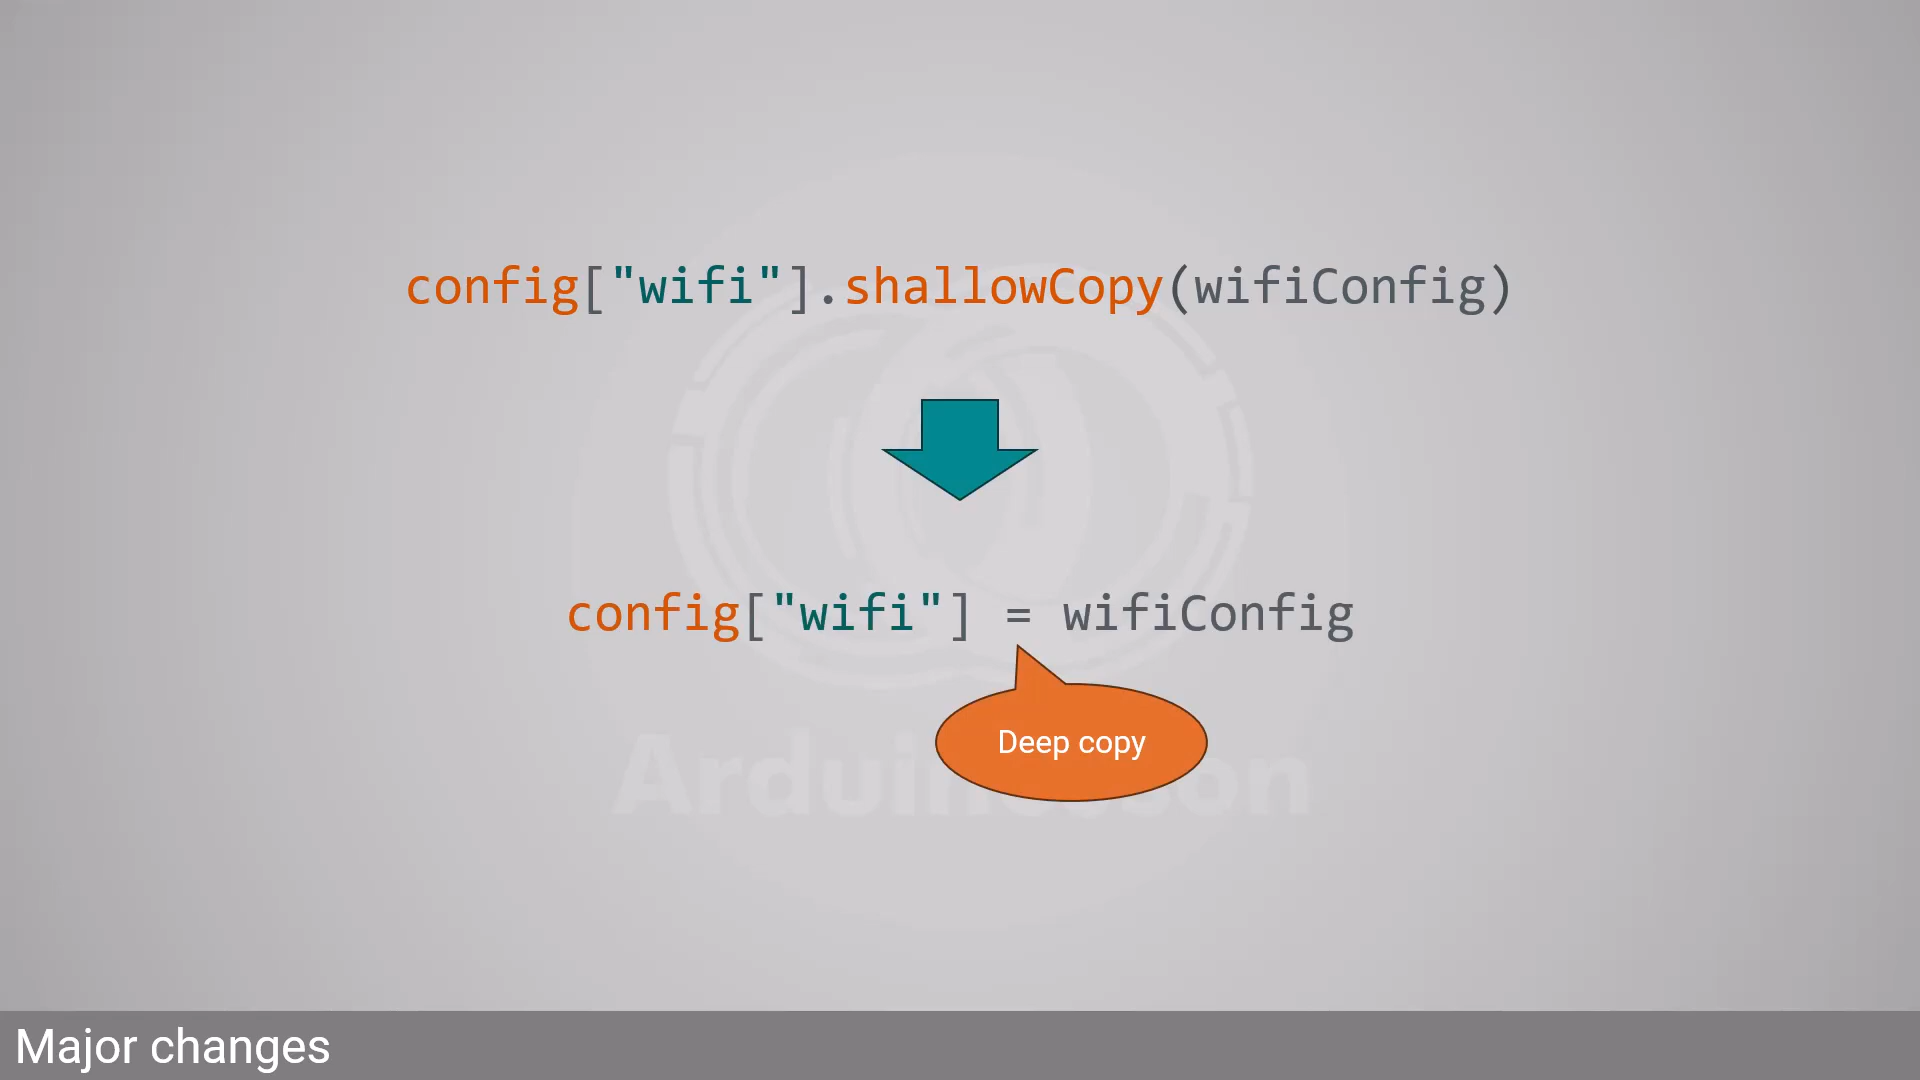 config["wifi"].shallowCopy(wifiConfig)
config["wifi"] = wifiConfig
Deep copy
Major changes